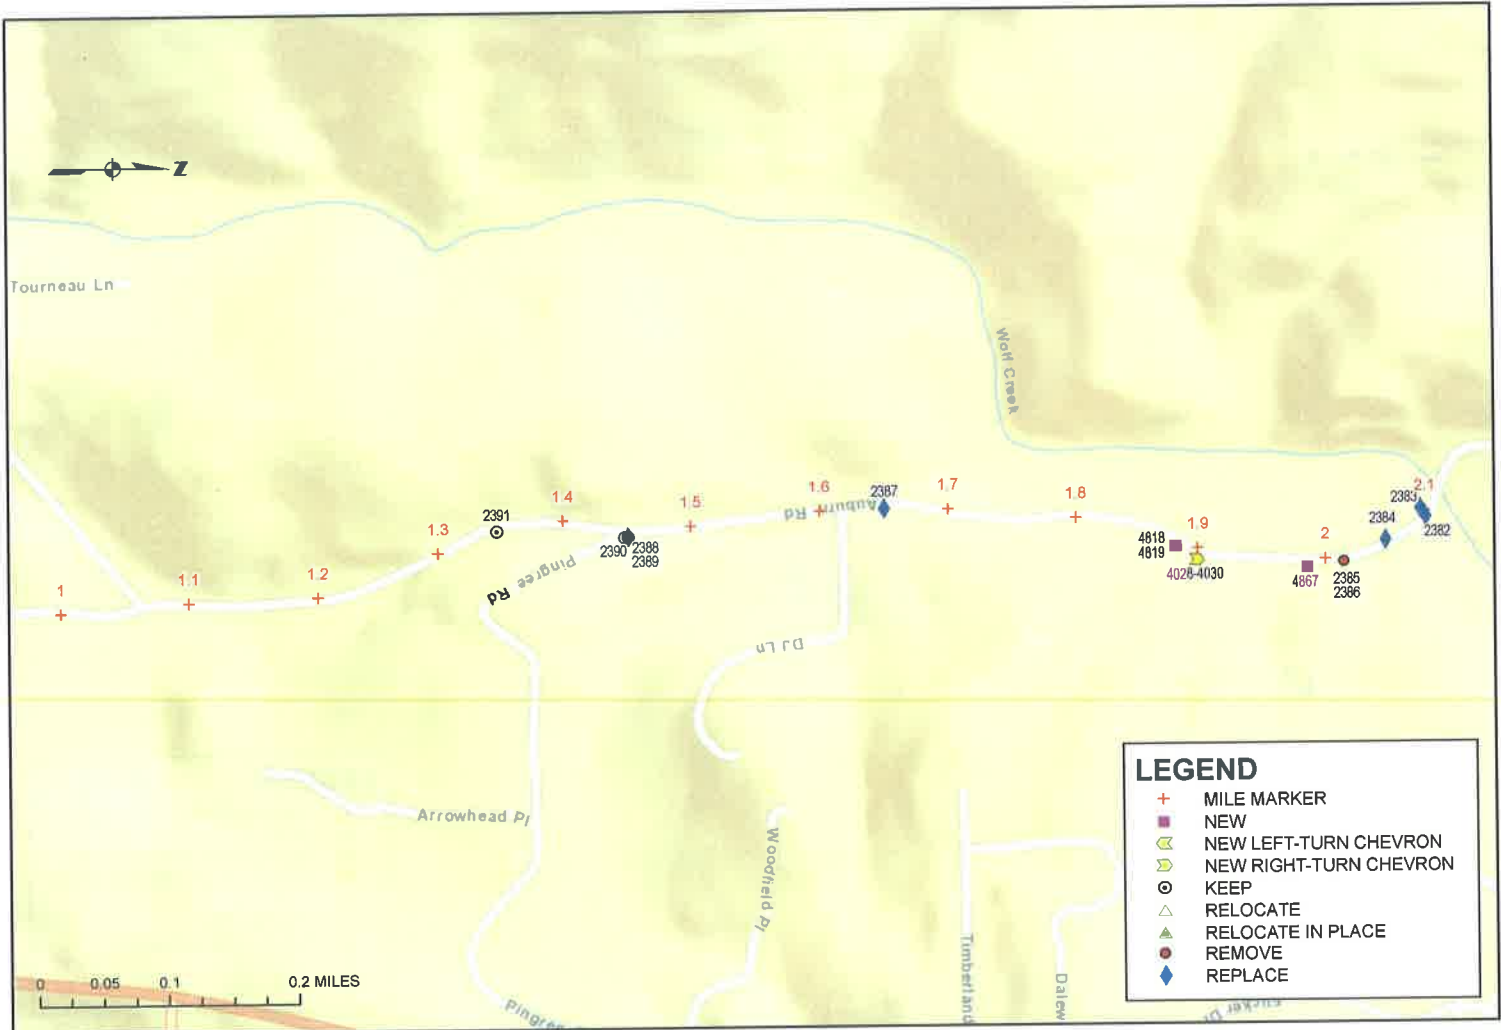 Z
Tourneau Ln
Wolf Creek
1
1.1
1.2
1.3
2391
1.4
2390
2388
2389
1.5
1.6
Auburn Rd
2387
1.7
1.8
4818
4819
1.9
4028-4030
4867
2
2385
2386
2384
2383
2.1
2382
Pingree Rd
DJ Ln
Arrowhead Pl
Woodfield Pl
Timberland
Dalew
Pingree
0 0.05 0.1 0.2 MILES
LEGEND
MILE MARKER
NEW
NEW LEFT-TURN CHEVRON
NEW RIGHT-TURN CHEVRON
KEEP
RELOCATE
RELOCATE IN PLACE
REMOVE
REPLACE